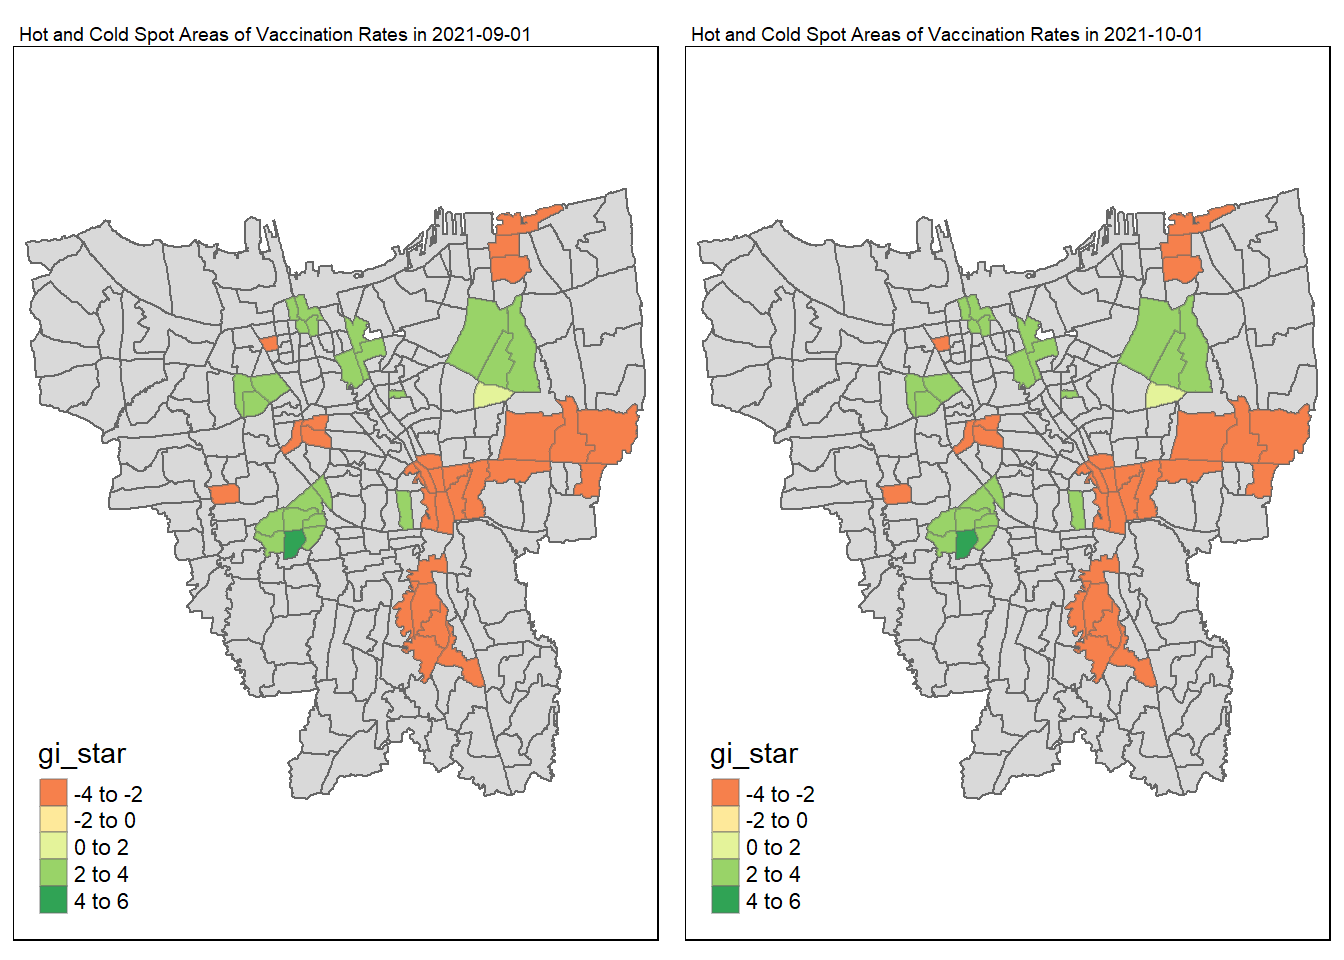 Hot and Cold Spot Areas of Vaccination Rates in 2021-09-01
gi_star
-4 to -2
-2 to 0
0 to 2
2 to 4
4 to 6
Hot and Cold Spot Areas of Vaccination Rates in 2021-10-01
gi_star
-4 to -2
-2 to 0
0 to 2
2 to 4
4 to 6